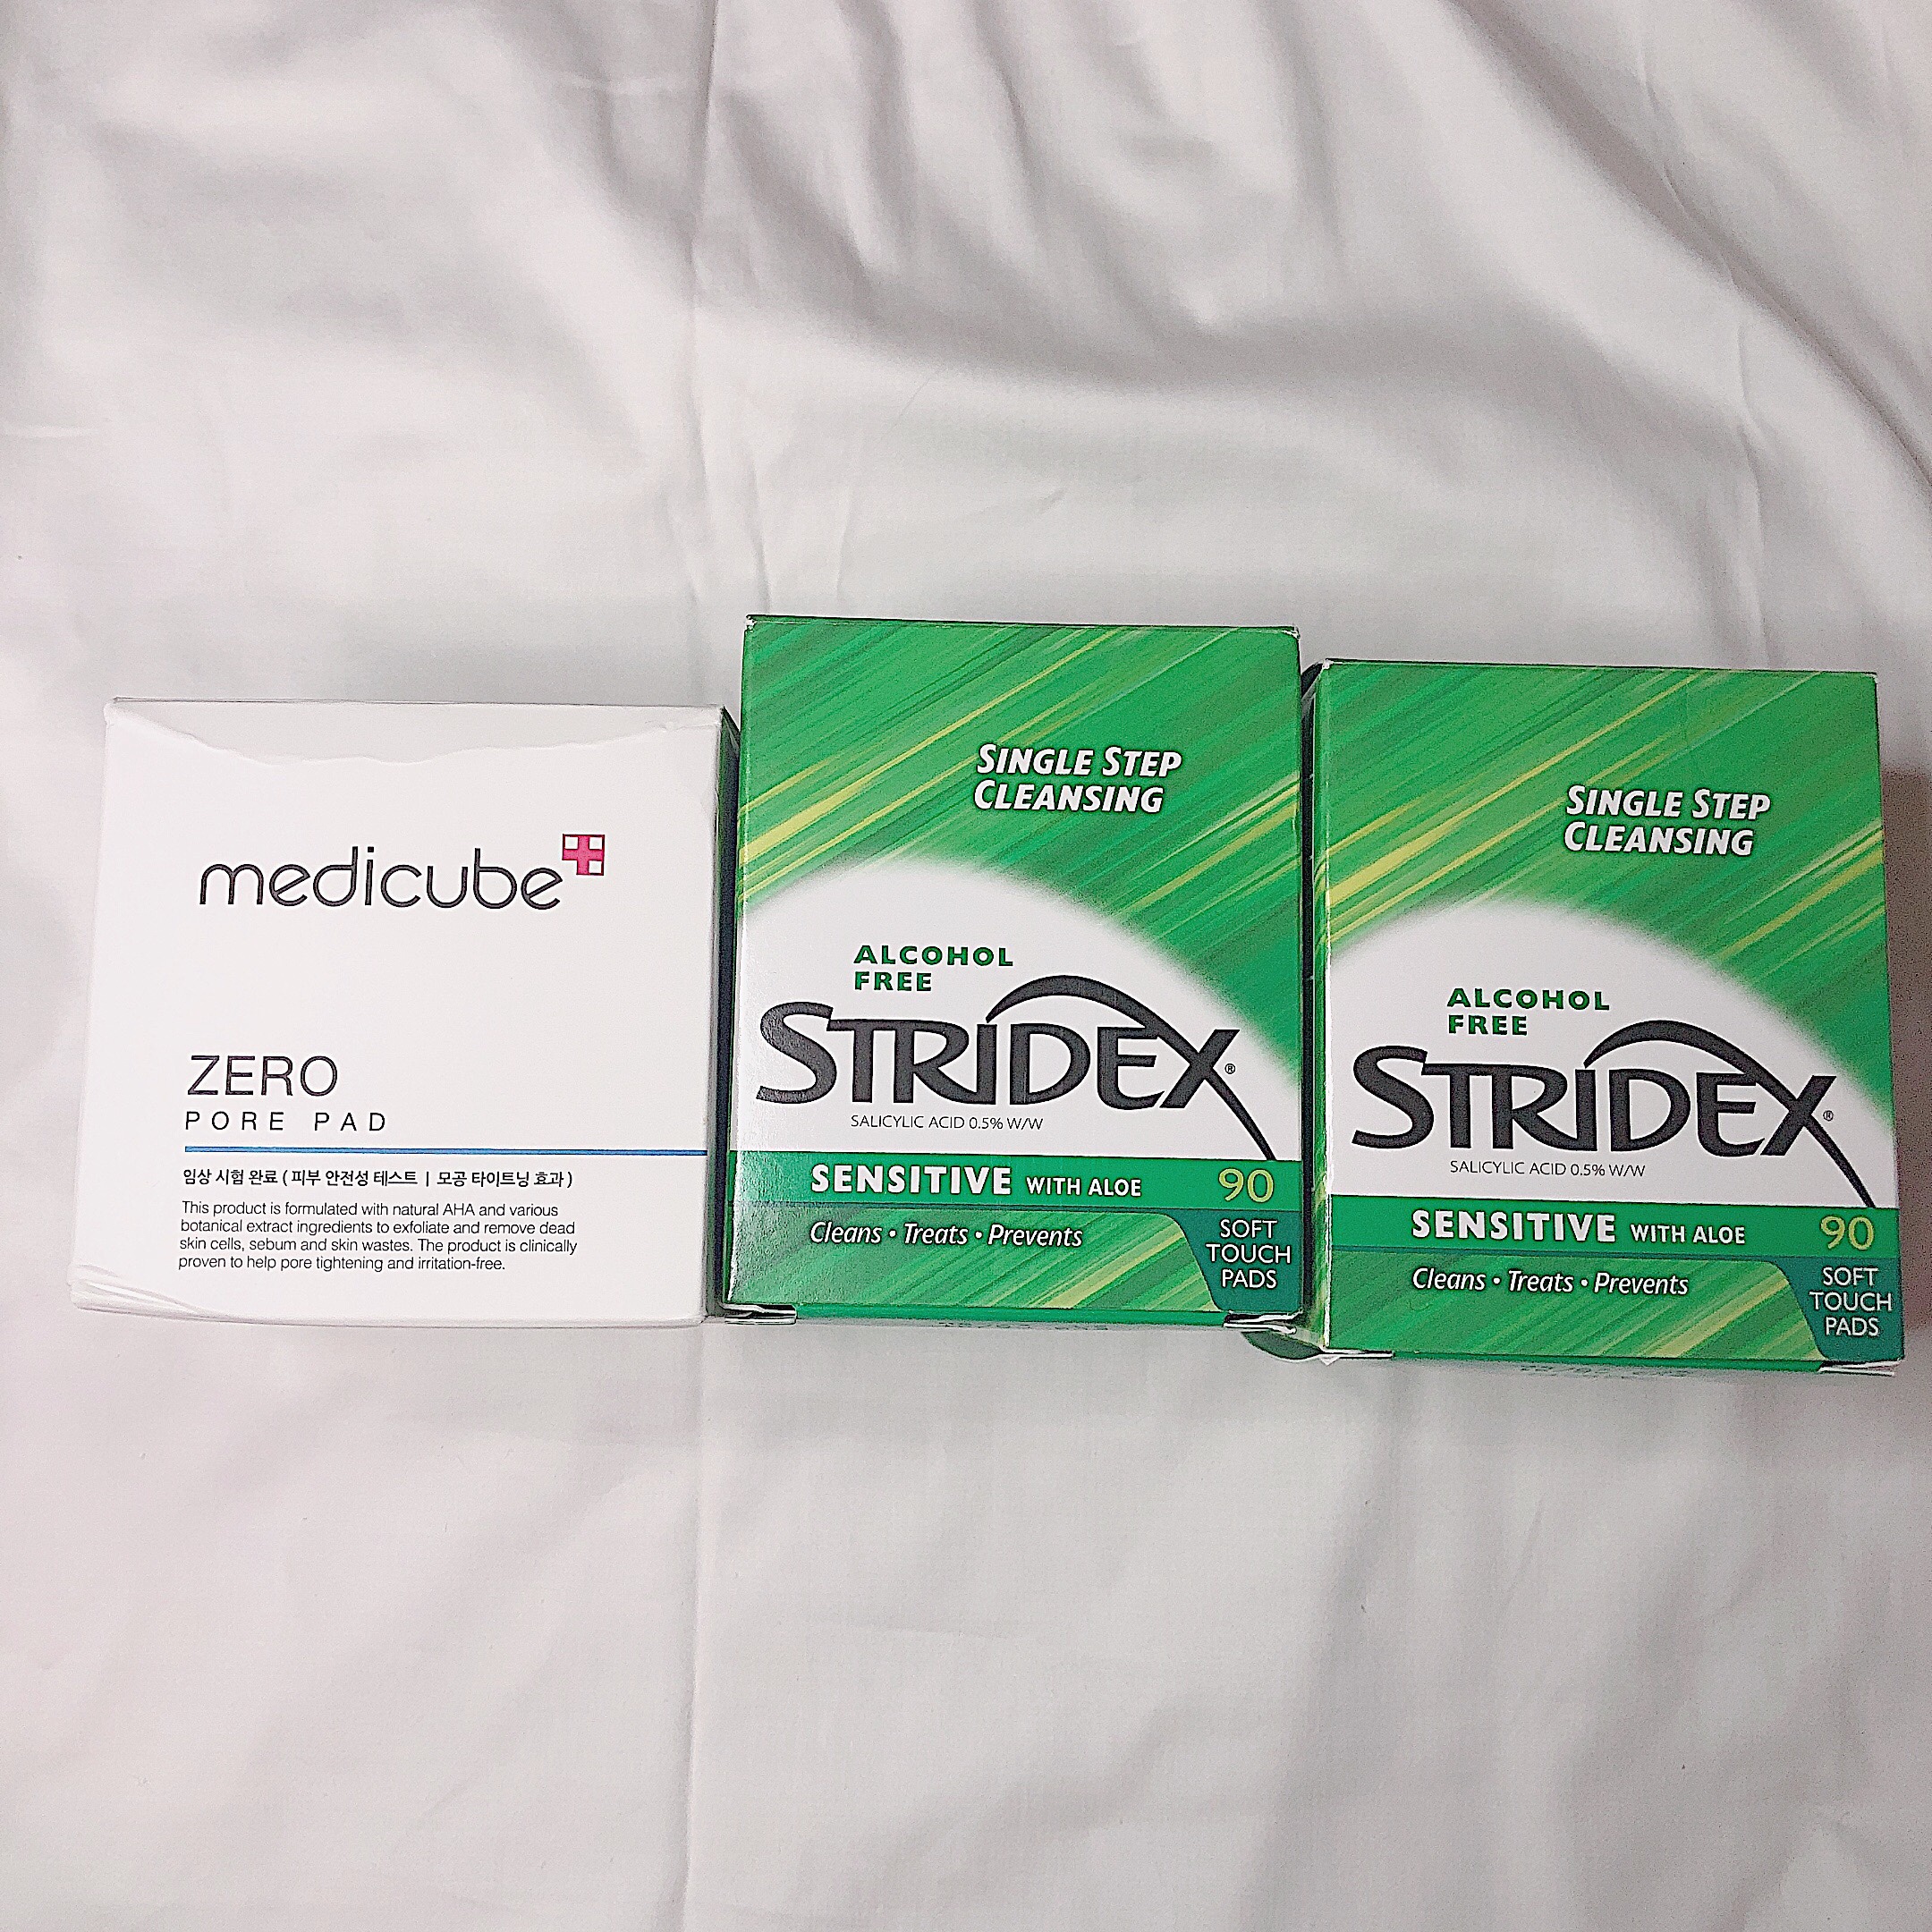 medicube
ZERO
PORE PAD
임상 시험 완료 ( 피부 안전성 테스트 | 모공 타이트닝 효과 )
This product is formulated with natural AHA and various
botanical extract ingredients to exfoliate and remove dead
skin cells, sebum and skin wastes. The product is clinically
proven to help pore tightening and irritation-free.
SINGLE STEP
CLEANSING
ALCOHOL
FREE
STRIDEX®
SALICYLIC ACID 0.5% W/W
SENSITIVE WITH ALOE
90
Cleans • Treats • Prevents
SOFT
TOUCH
PADS
SINGLE STEP
CLEANSING
ALCOHOL
FREE
STRIDEX®
SALICYLIC ACID 0.5% W/W
SENSITIVE WITH ALOE
90
Cleans • Treats • Prevents
SOFT
TOUCH
PADS